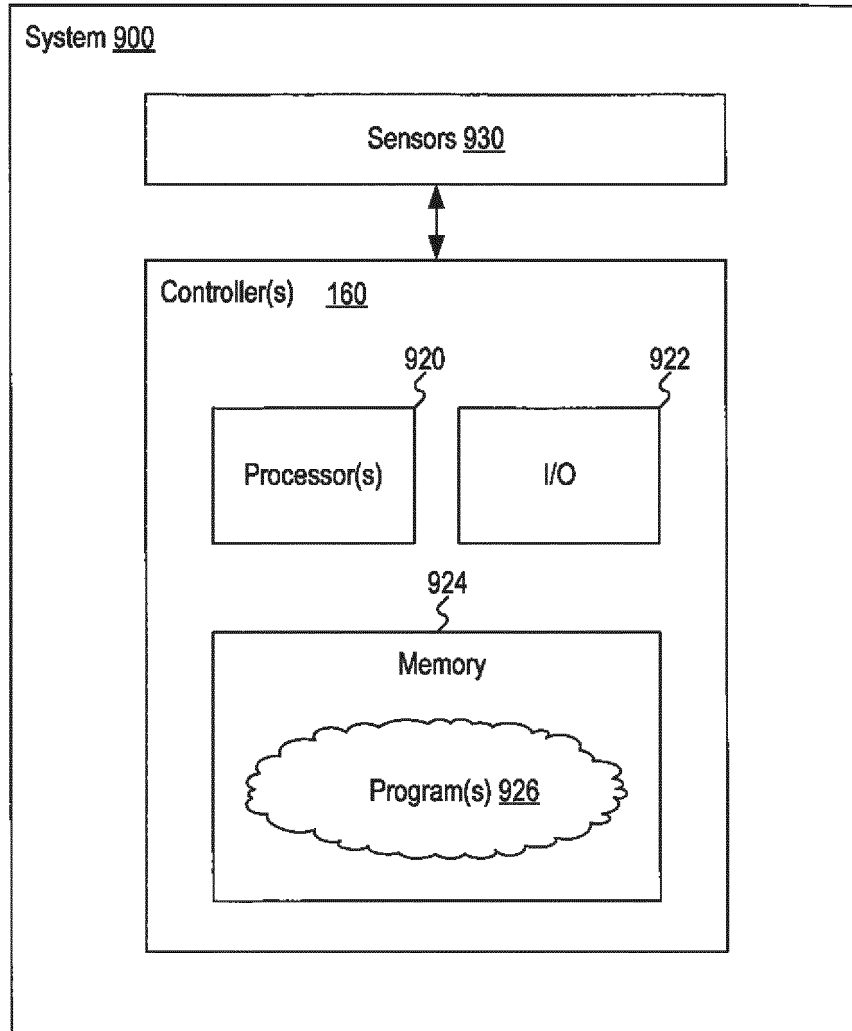 System 900
Sensors 930
Controller(s) 160
920
922
Processor(s)
I/O
924
Memory
Program(s) 926